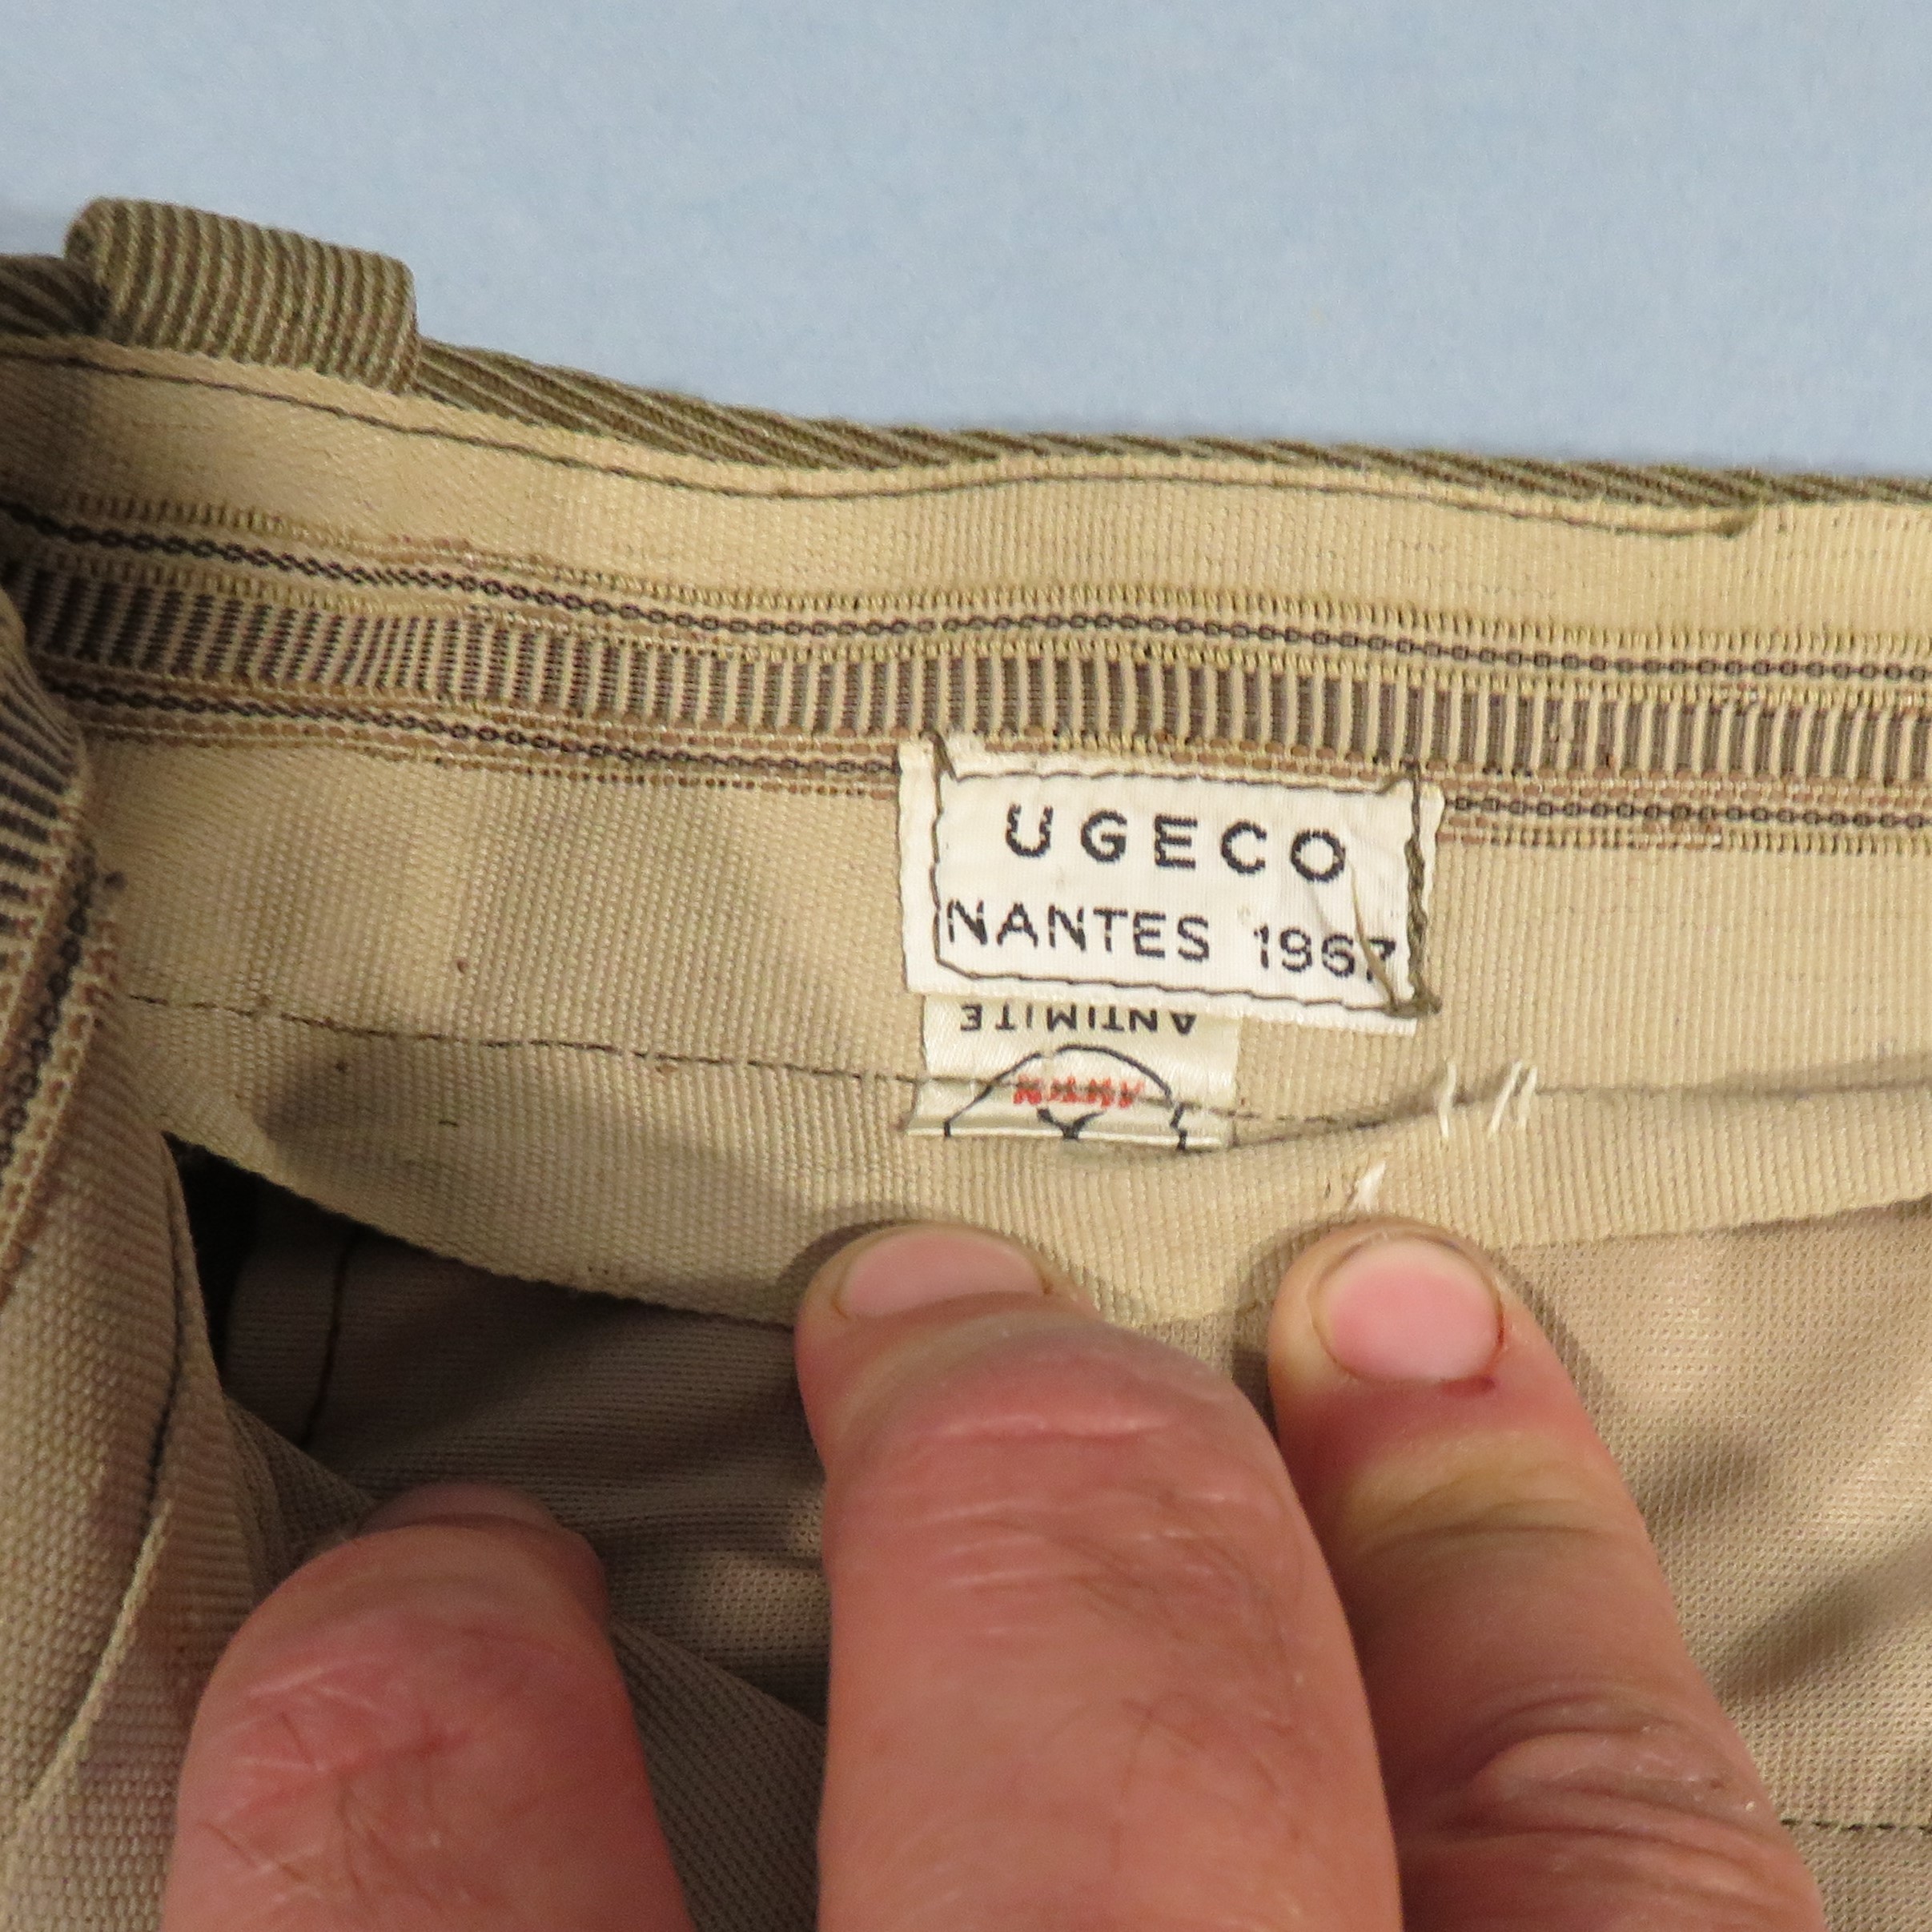 UGECO
NANTES 1967
ANTIMITE